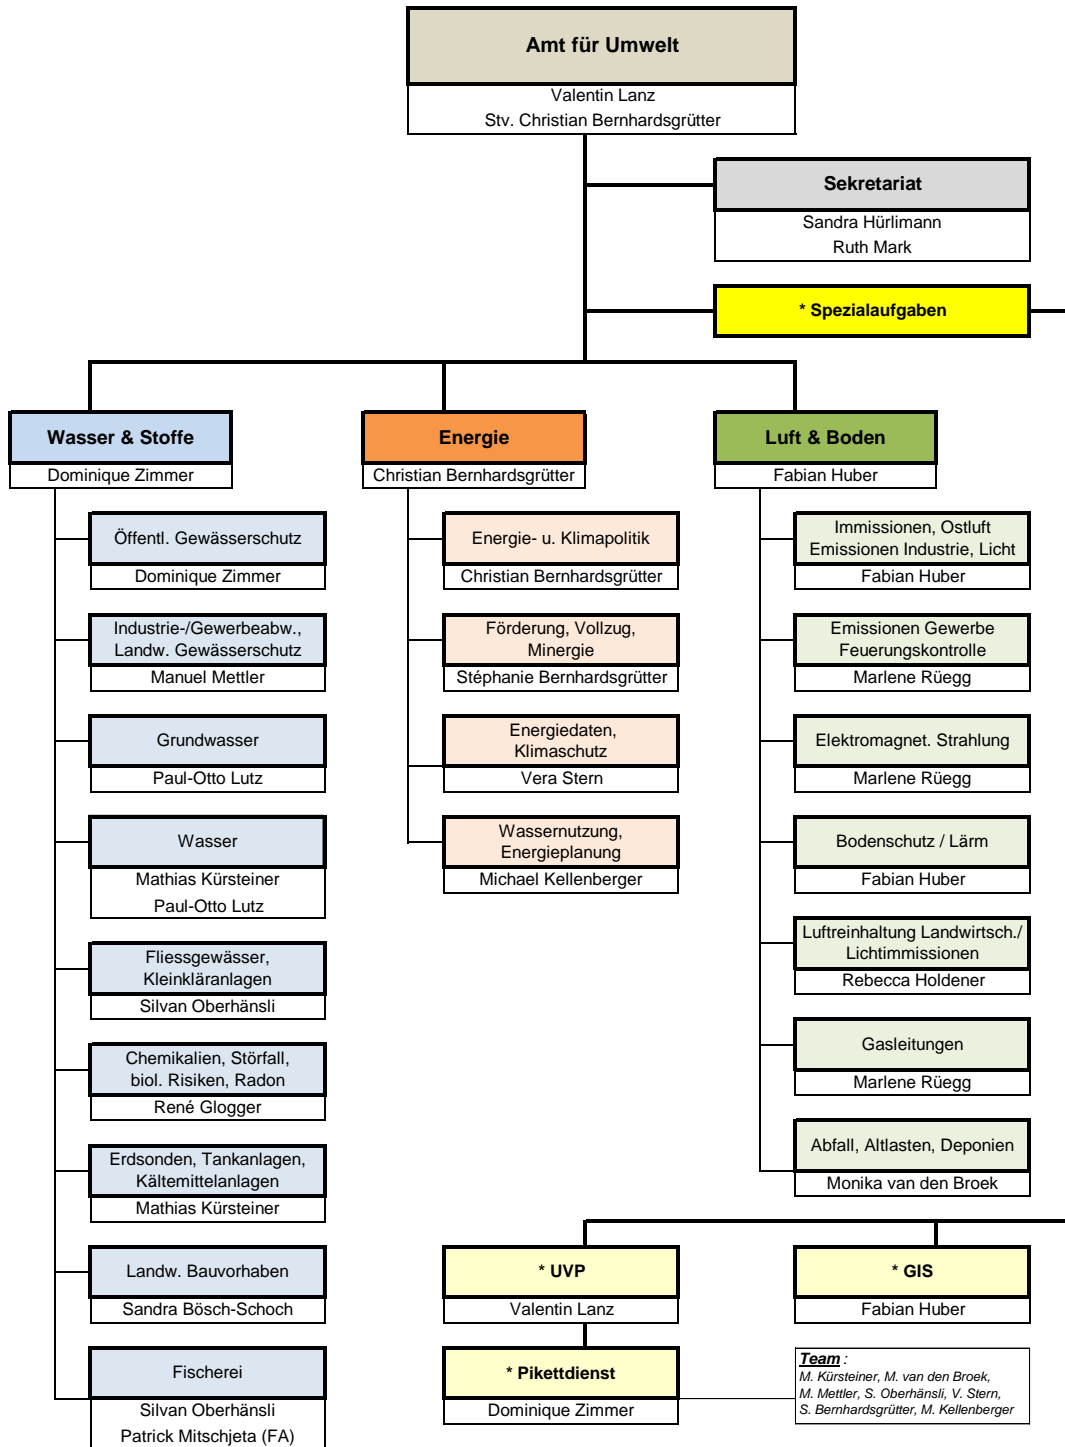 Amt für Umwelt
Valentin Lanz
Stv. Christian Bernhardsgrütter
Sekretariat
Sandra Hürlimann
Ruth Mark
* Spezialaufgaben
Wasser & Stoffe
Dominique Zimmer
Öffentl. Gewässerschutz
Dominique Zimmer
Industrie-/Gewerbeabw.,
Landw. Gewässerschutz
Manuel Mettler
Grundwasser
Paul-Otto Lutz
Wasser
Mathias Kürsteiner
Paul-Otto Lutz
Fliessgewässer,
Kleinkläranlagen
Silvan Oberhänsli
Chemikalien, Störfall,
biol. Risiken, Radon
René Glogger
Erdsonden, Tankanlagen,
Kältemittelanlagen
Mathias Kürsteiner
Landw. Bauvorhaben
Sandra Bösch-Schoch
Fischerei
Silvan Oberhänsli
Patrick Mitschjeta (FA)
Energie
Christian Bernhardsgrütter
Energie- u. Klimapolitik
Christian Bernhardsgrütter
Förderung, Vollzug,
Minergie
Stéphanie Bernhardsgrütter
Energiedaten,
Klimaschutz
Vera Stern
Wassernutzung,
Energieplanung
Michael Kellenberger
Luft & Boden
Fabian Huber
Immissionen, Ostluft
Emissionen Industrie, Licht
Fabian Huber
Emissionen Gewerbe
Feuerungskontrolle
Marlene Rüegg
Elektromagnet. Strahlung
Marlene Rüegg
Bodenschutz / Lärm
Fabian Huber
Luftreinhaltung Landwirtsch./
Lichtimmissionen
Rebecca Holdener
Gasleitungen
Marlene Rüegg
Abfall, Altlasten, Deponien
Monika van den Broek
* UVP
Valentin Lanz
* GIS
Fabian Huber
* Pikettdienst
Dominique Zimmer
Team :
M. Kürsteiner, M. van den Broek,
M. Mettler, S. Oberhänsli, V. Stern,
S. Bernhardsgrütter, M. Kellenberger